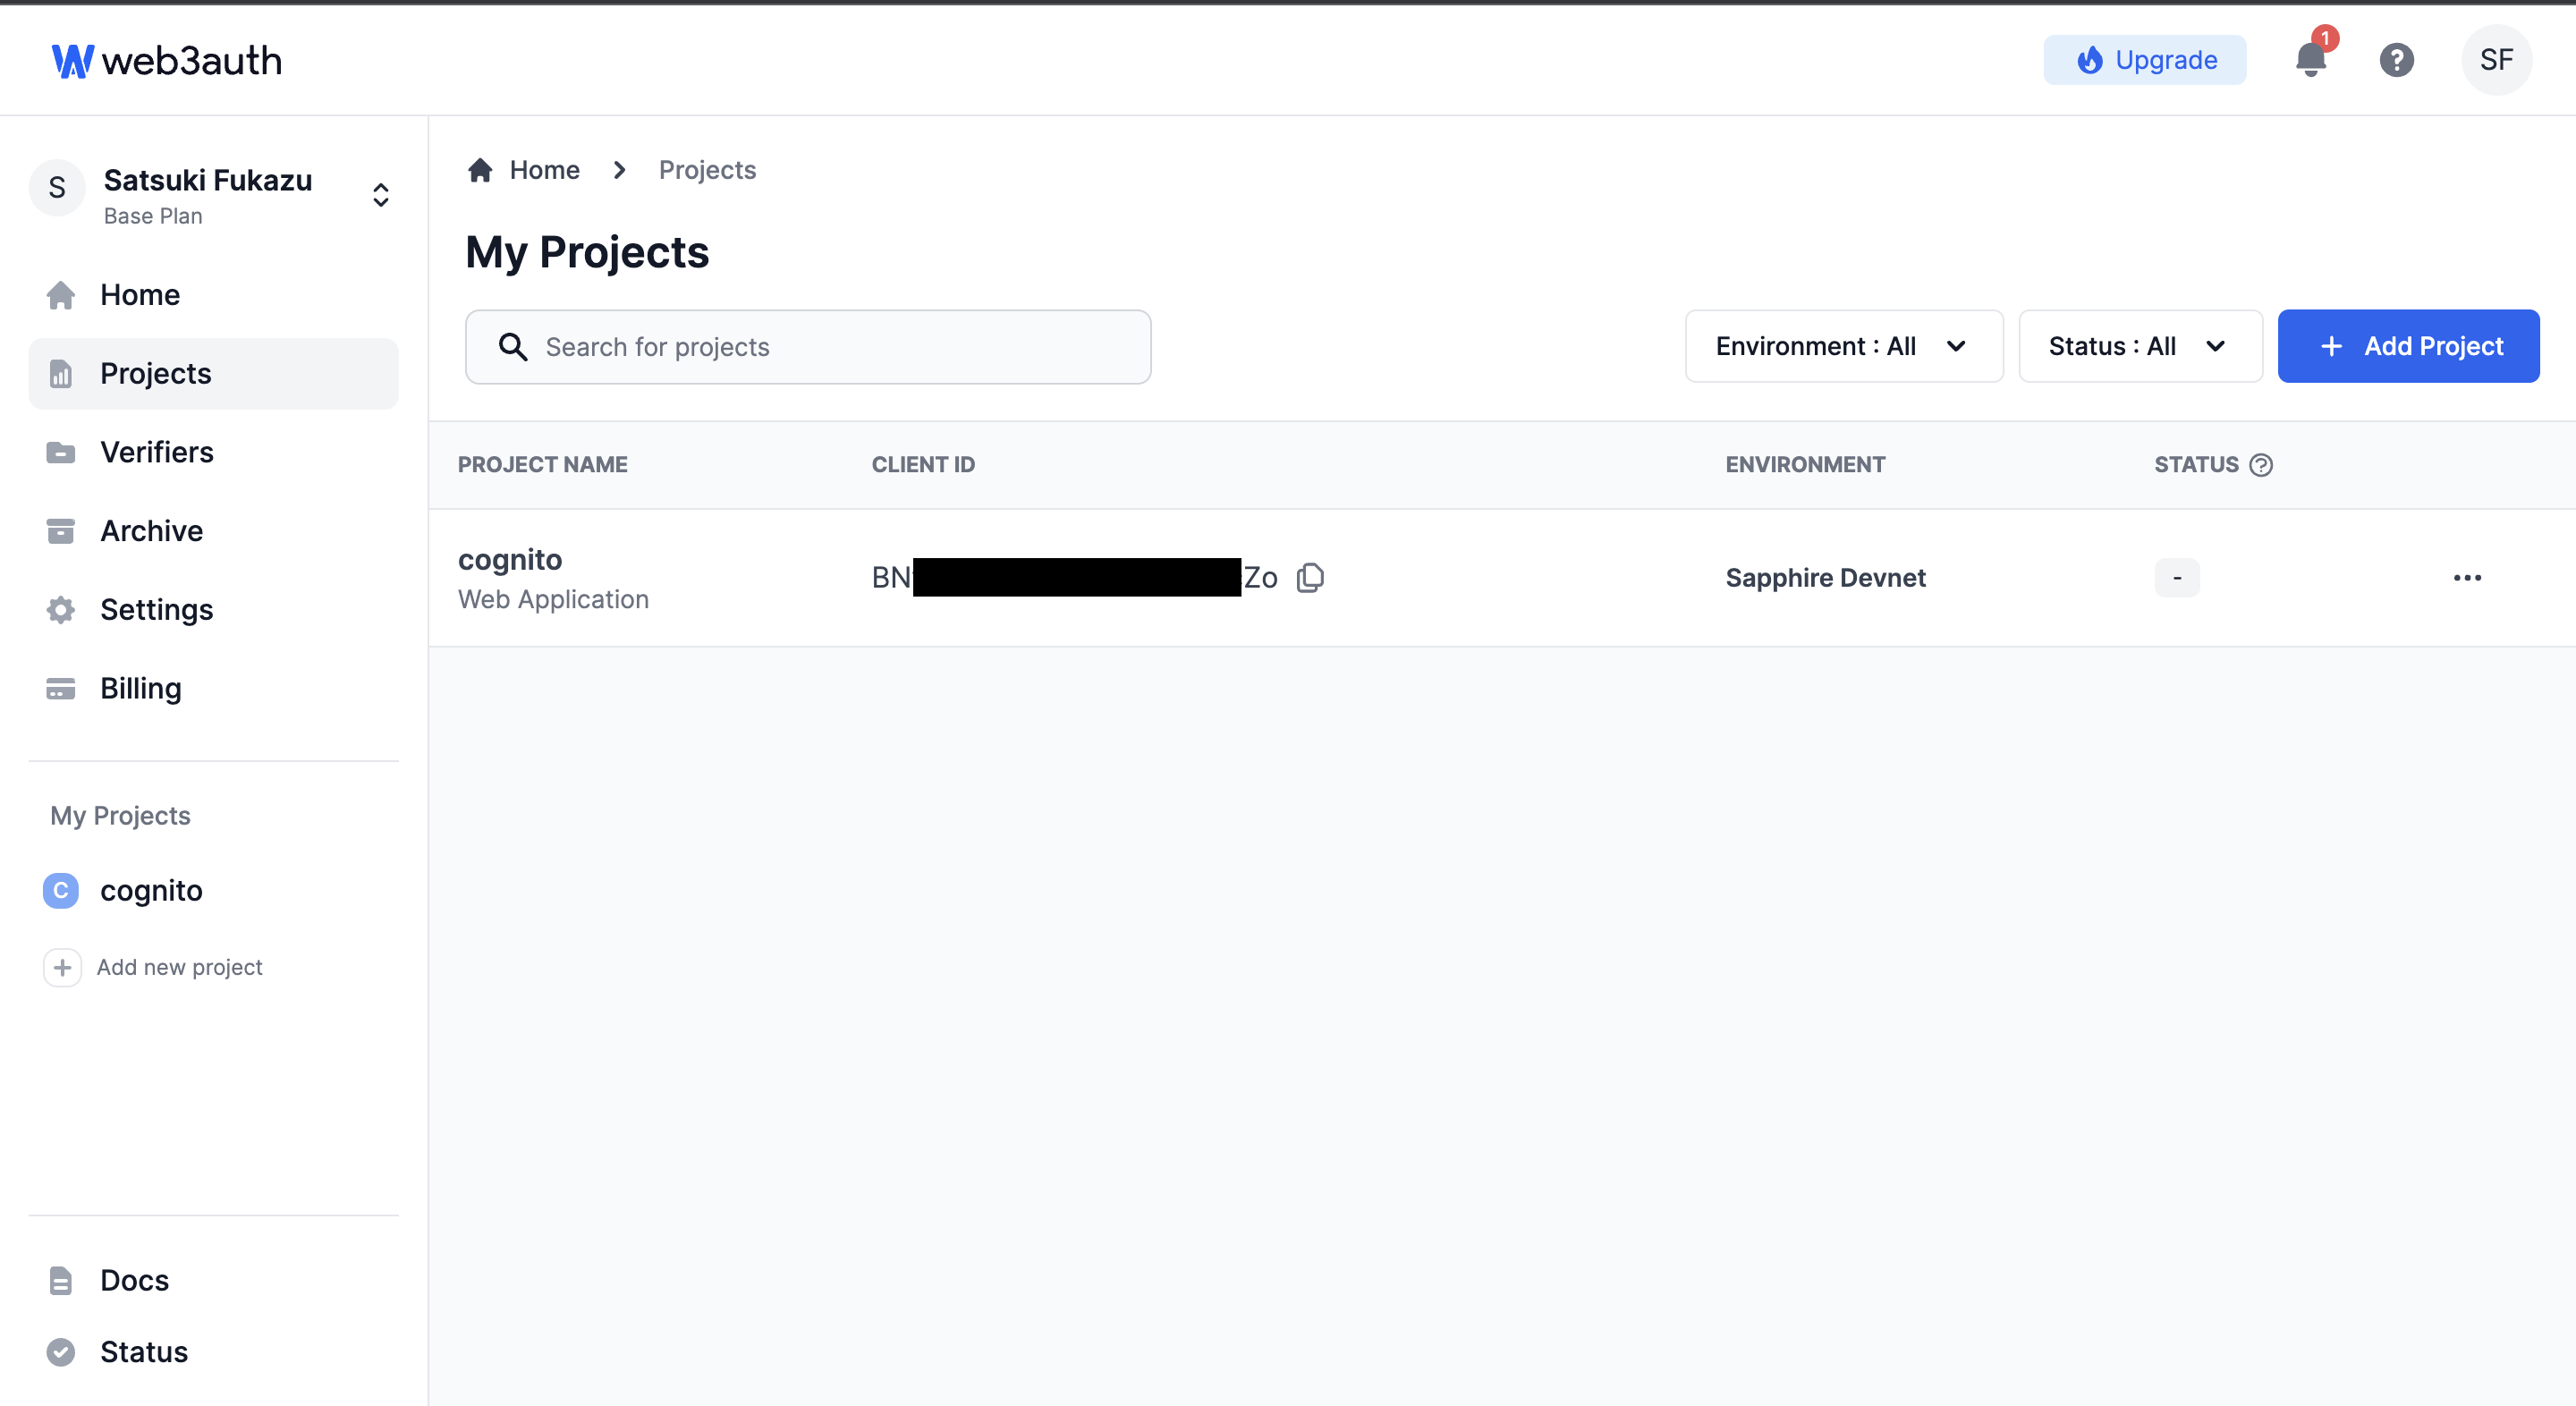 web3auth
Upgrade
1
SF
S
Satsuki Fukazu
Base Plan
Home
Projects
Verifiers
Archive
Settings
Billing
My Projects
C
cognito
Add new project
Docs
Status
Home
Projects
My Projects
Search for projects
Environment : All
Status : All
+ Add Project
PROJECT NAME
CLIENT ID
ENVIRONMENT
STATUS
cognito
Web Application
BN
Zo
Sapphire Devnet
-